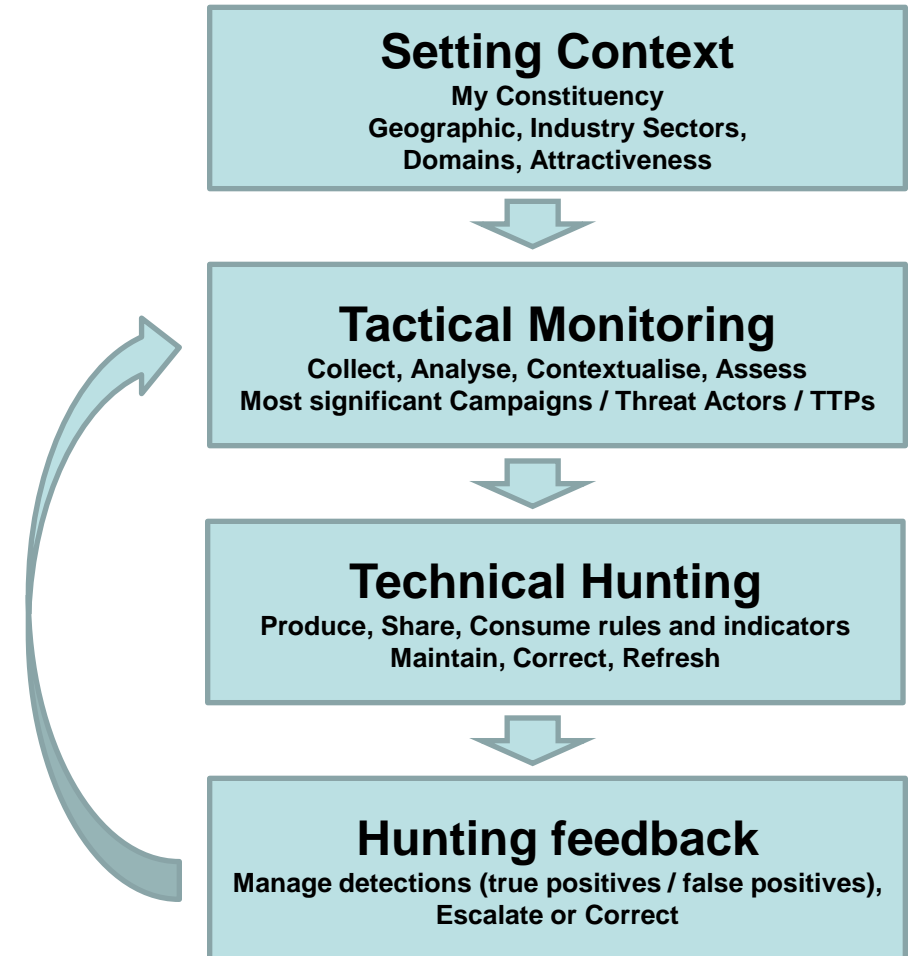 Setting Context
My Constituency
Geographic, Industry Sectors,
Domains, Attractiveness
Tactical Monitoring
Collect, Analyse, Contextualise, Assess
Most significant Campaigns / Threat Actors / TTPs
Technical Hunting
Produce, Share, Consume rules and indicators
Maintain, Correct, Refresh
Hunting feedback
Manage detections (true positives / false positives),
Escalate or Correct